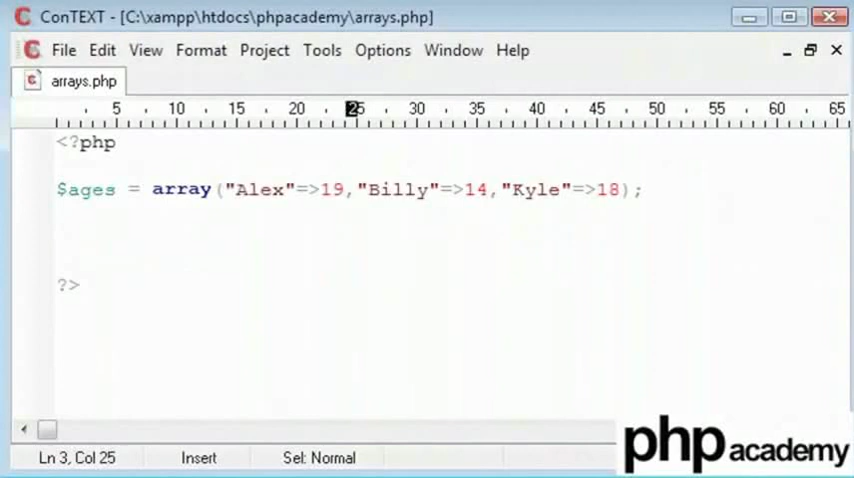 ConTEXT - [C:\xampp\htdocs\phpacademy\arrays.php]
File Edit View Format Project Tools Options Window Help
arrays.php
5 10 15 20 25 30 35 40 45 50 55 60 65
<?php
$ages = array("Alex"=>19,"Billy"=>14,"Kyle"=>18);
?>
Ln 3, Col 25 Insert Sel: Normal
php academy